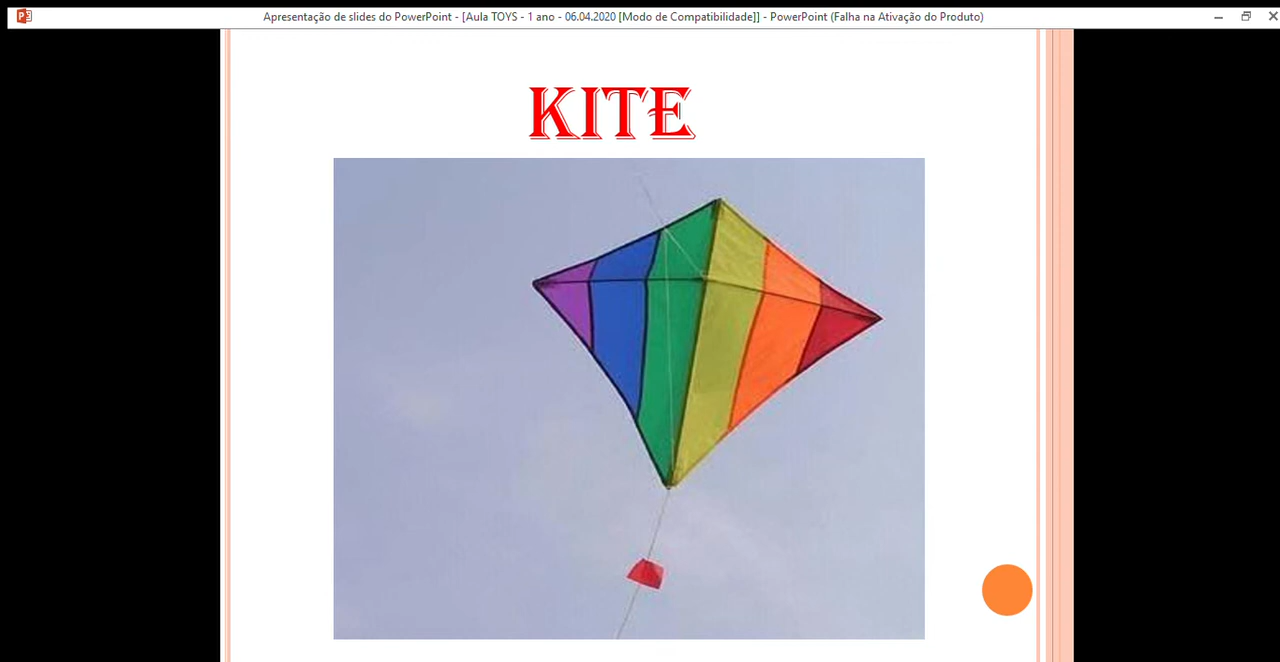 Apresentação de slides do PowerPoint - [Aula TOYS - 1 ano - 06.04.2020 [Modo de Compatibilidade]] - PowerPoint (Falha na Ativação do Produto)
KITE